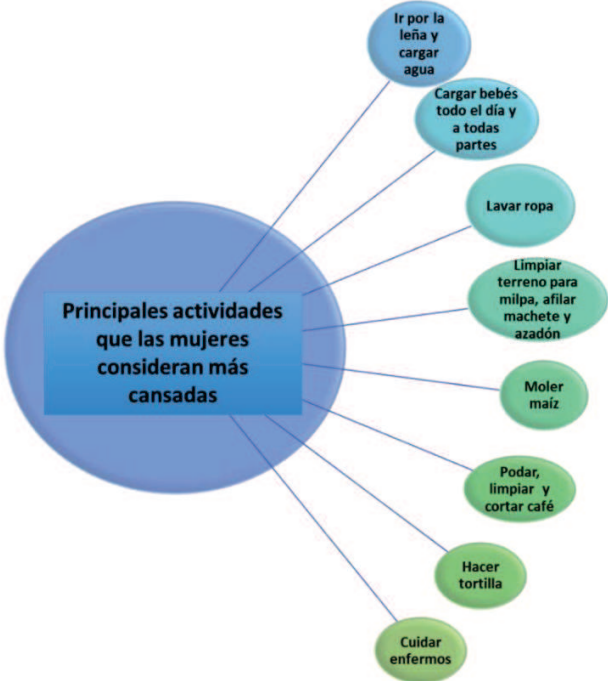 Ir por la
leña y
cargar
agua
Cargar bebés
todo el día y
a todas
partes
Lavar ropa
Limpiar
terreno para
milpa, afilar
machete y
azadón
Principales actividades
que las mujeres
consideran más
cansadas
Moler
maíz
Podar,
limpiar y
cortar café
Hacer
tortilla
Cuidar
enfermos